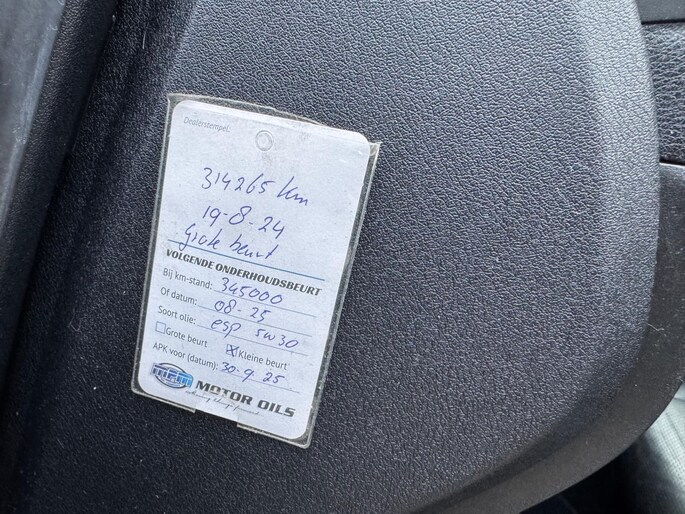 Dealerstempel:
314265 km
19-8-24
Grote beurt
VOLGENDE ONDERHOUDSBEURT
Bij km-stand: 345000
Of datum: 08-25
Soort olie: esp 5w30
Grote beurt Kleine beurt
APK voor (datum): 30-9-25
MOTOR OILS